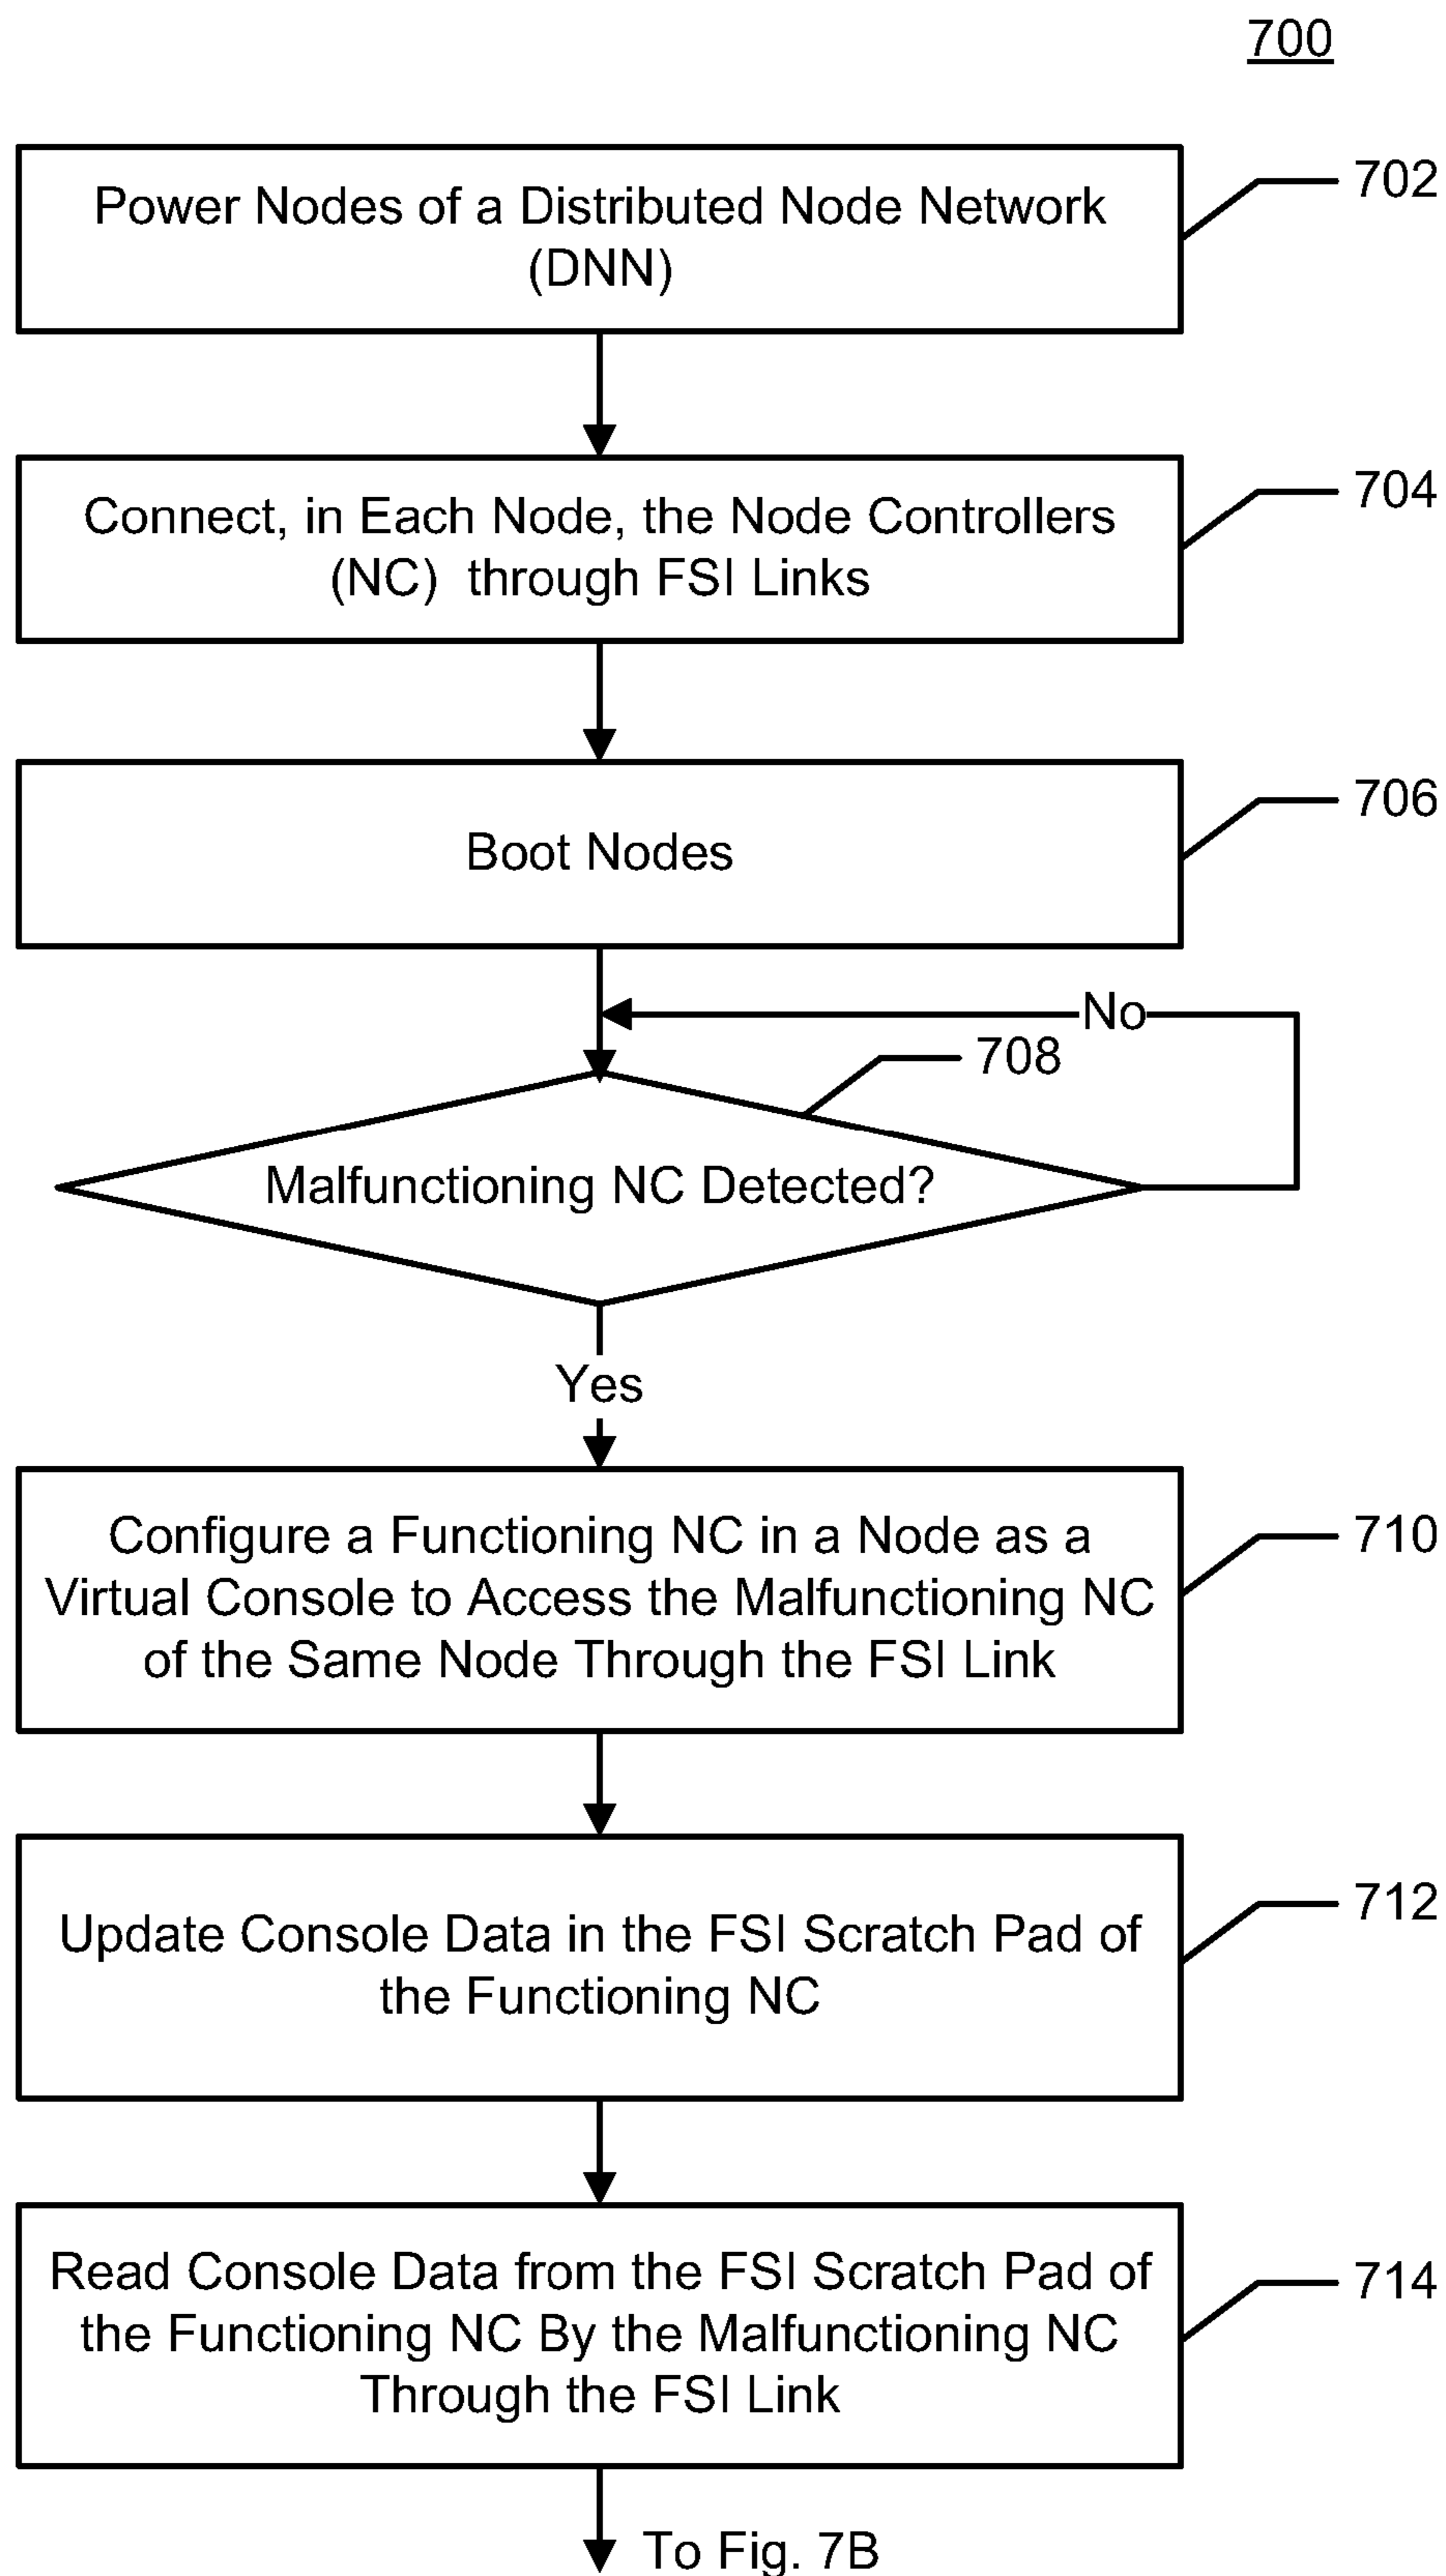 700
Power Nodes of a Distributed Node Network
(DNN)
702
Connect, in Each Node, the Node Controllers
(NC) through FSI Links
704
Boot Nodes
706
No
708
Malfunctioning NC Detected?
Yes
Configure a Functioning NC in a Node as a
Virtual Console to Access the Malfunctioning NC
of the Same Node Through the FSI Link
710
Update Console Data in the FSI Scratch Pad of
the Functioning NC
712
Read Console Data from the FSI Scratch Pad of
the Functioning NC By the Malfunctioning NC
Through the FSI Link
714
To Fig. 7B